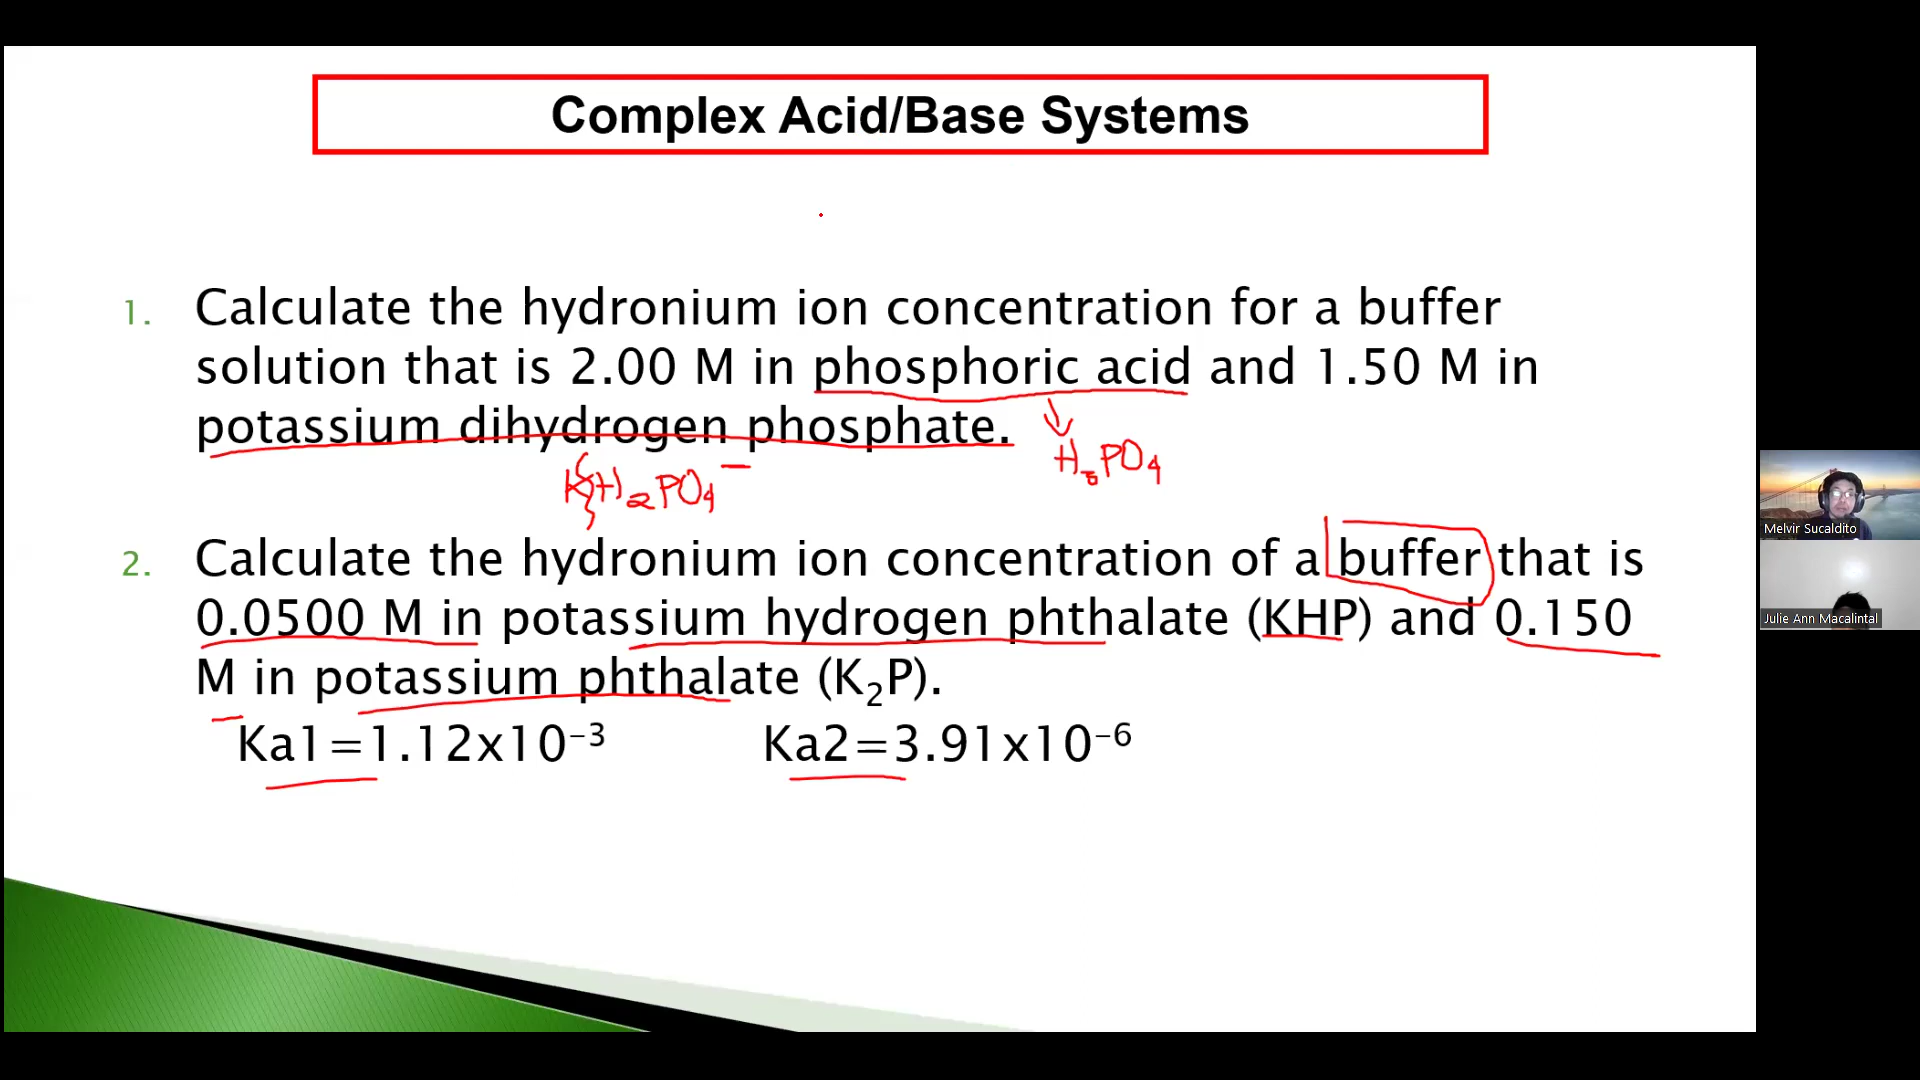 Complex Acid/Base Systems
1. Calculate the hydronium ion concentration for a buffer
solution that is 2.00 M in phosphoric acid and 1.50 M in
potassium dihydrogen phosphate.
H₃PO₄
KH₂PO₄⁻
2. Calculate the hydronium ion concentration of a buffer that is
0.0500 M in potassium hydrogen phthalate (KHP) and 0.150
M in potassium phthalate (K₂P).
Ka1=1.12x10⁻³ Ka2=3.91x10⁻⁶
Melvir Sucaldito
Julie Ann Macalintal